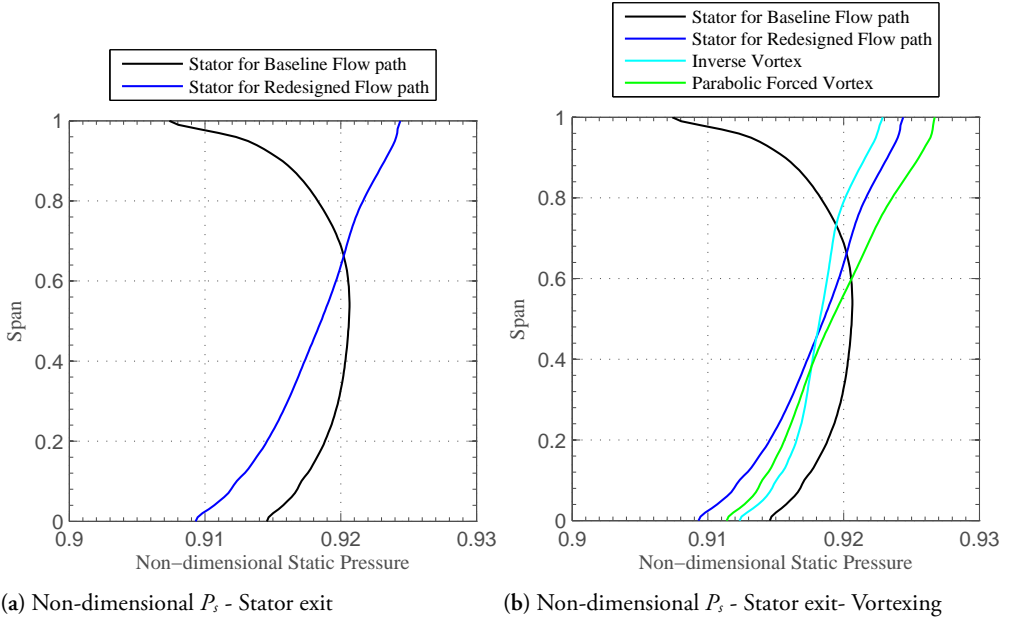 Stator for Baseline Flow path
Stator for Redesigned Flow path
1
0.8
0.6
0.4
0.2
0
Span
0.9
0.91
0.92
0.93
Non−dimensional Static Pressure
(a) Non-dimensional Ps - Stator exit
Stator for Baseline Flow path
Stator for Redesigned Flow path
Inverse Vortex
Parabolic Forced Vortex
1
0.8
0.6
0.4
0.2
0
Span
0.9
0.91
0.92
0.93
Non−dimensional Static Pressure
(b) Non-dimensional Ps - Stator exit- Vortexing